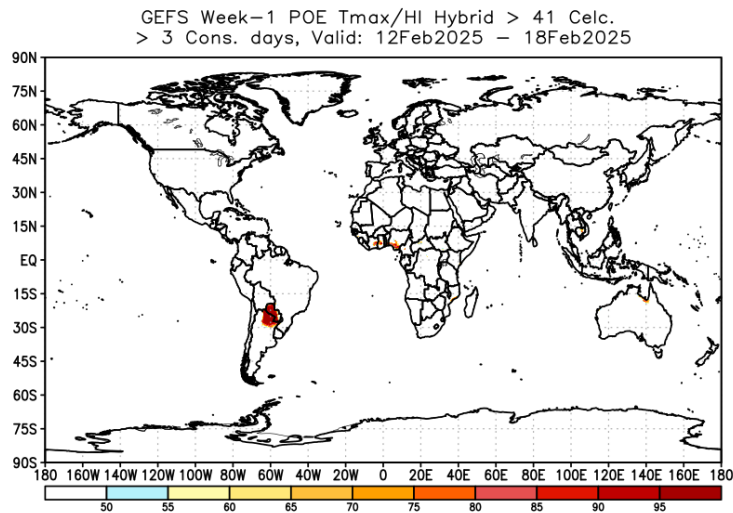 GEFS Week-1 POE Tmax/HI Hybrid > 41 Celc.
> 3 Cons. days, Valid: 12Feb2025 - 18Feb2025
90N
75N
60N
45N
30N
15N
EQ
15S
30S
45S
60S
75S
90S
180 160W 140W 120W 100W 80W 60W 40W 20W 0 20E 40E 60E 80E 100E 120E 140E 160E 180
50 55 60 65 70 75 80 85 90 95